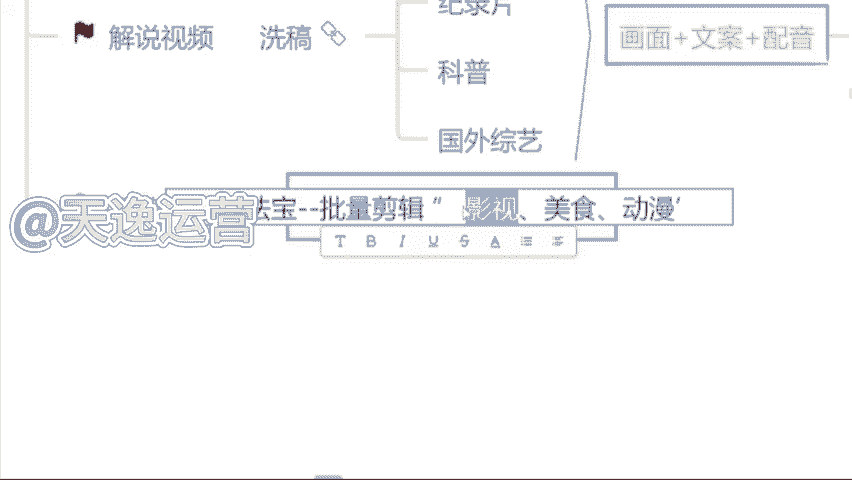 纪录片
解说视频 洗稿
画面+文案+配音
科普
国外综艺
法宝--批量剪辑 ” 影视、美食、动漫’
@天逸运营
T B I U S A